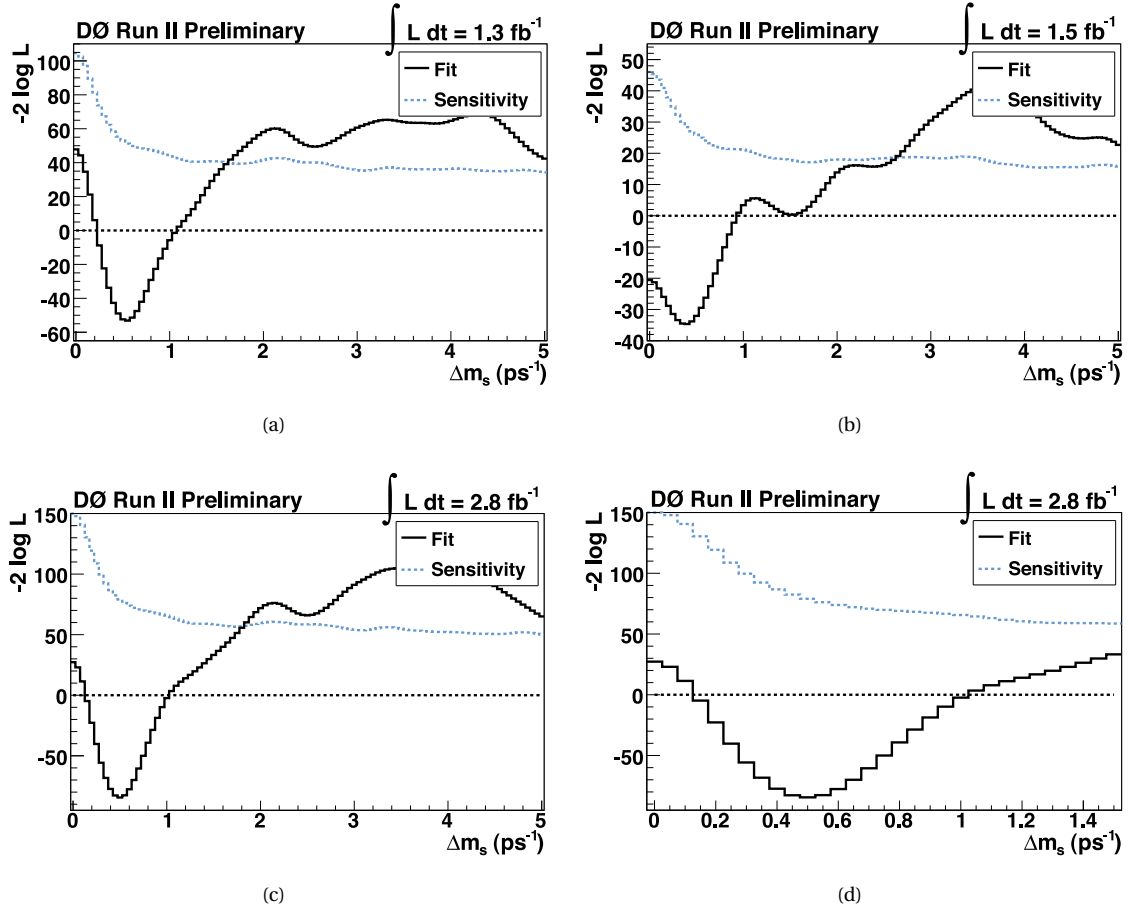 DØ Run II Preliminary
∫ L dt = 1.3 fb⁻¹
-2 log L
Fit
Sensitivity
100
80
60
40
20
0
-20
-40
-60
0 1 2 3 4 5
Δmₛ (ps⁻¹)
(a)
DØ Run II Preliminary
∫ L dt = 1.5 fb⁻¹
-2 log L
Fit
Sensitivity
50
40
30
20
10
0
-10
-20
-30
-40
0 1 2 3 4 5
Δmₛ (ps⁻¹)
(b)
DØ Run II Preliminary
∫ L dt = 2.8 fb⁻¹
-2 log L
Fit
Sensitivity
150
100
50
0
-50
0 1 2 3 4 5
Δmₛ (ps⁻¹)
(c)
DØ Run II Preliminary
∫ L dt = 2.8 fb⁻¹
-2 log L
Fit
Sensitivity
150
100
50
0
-50
0 0.2 0.4 0.6 0.8 1 1.2 1.4
Δmₛ (ps⁻¹)
(d)